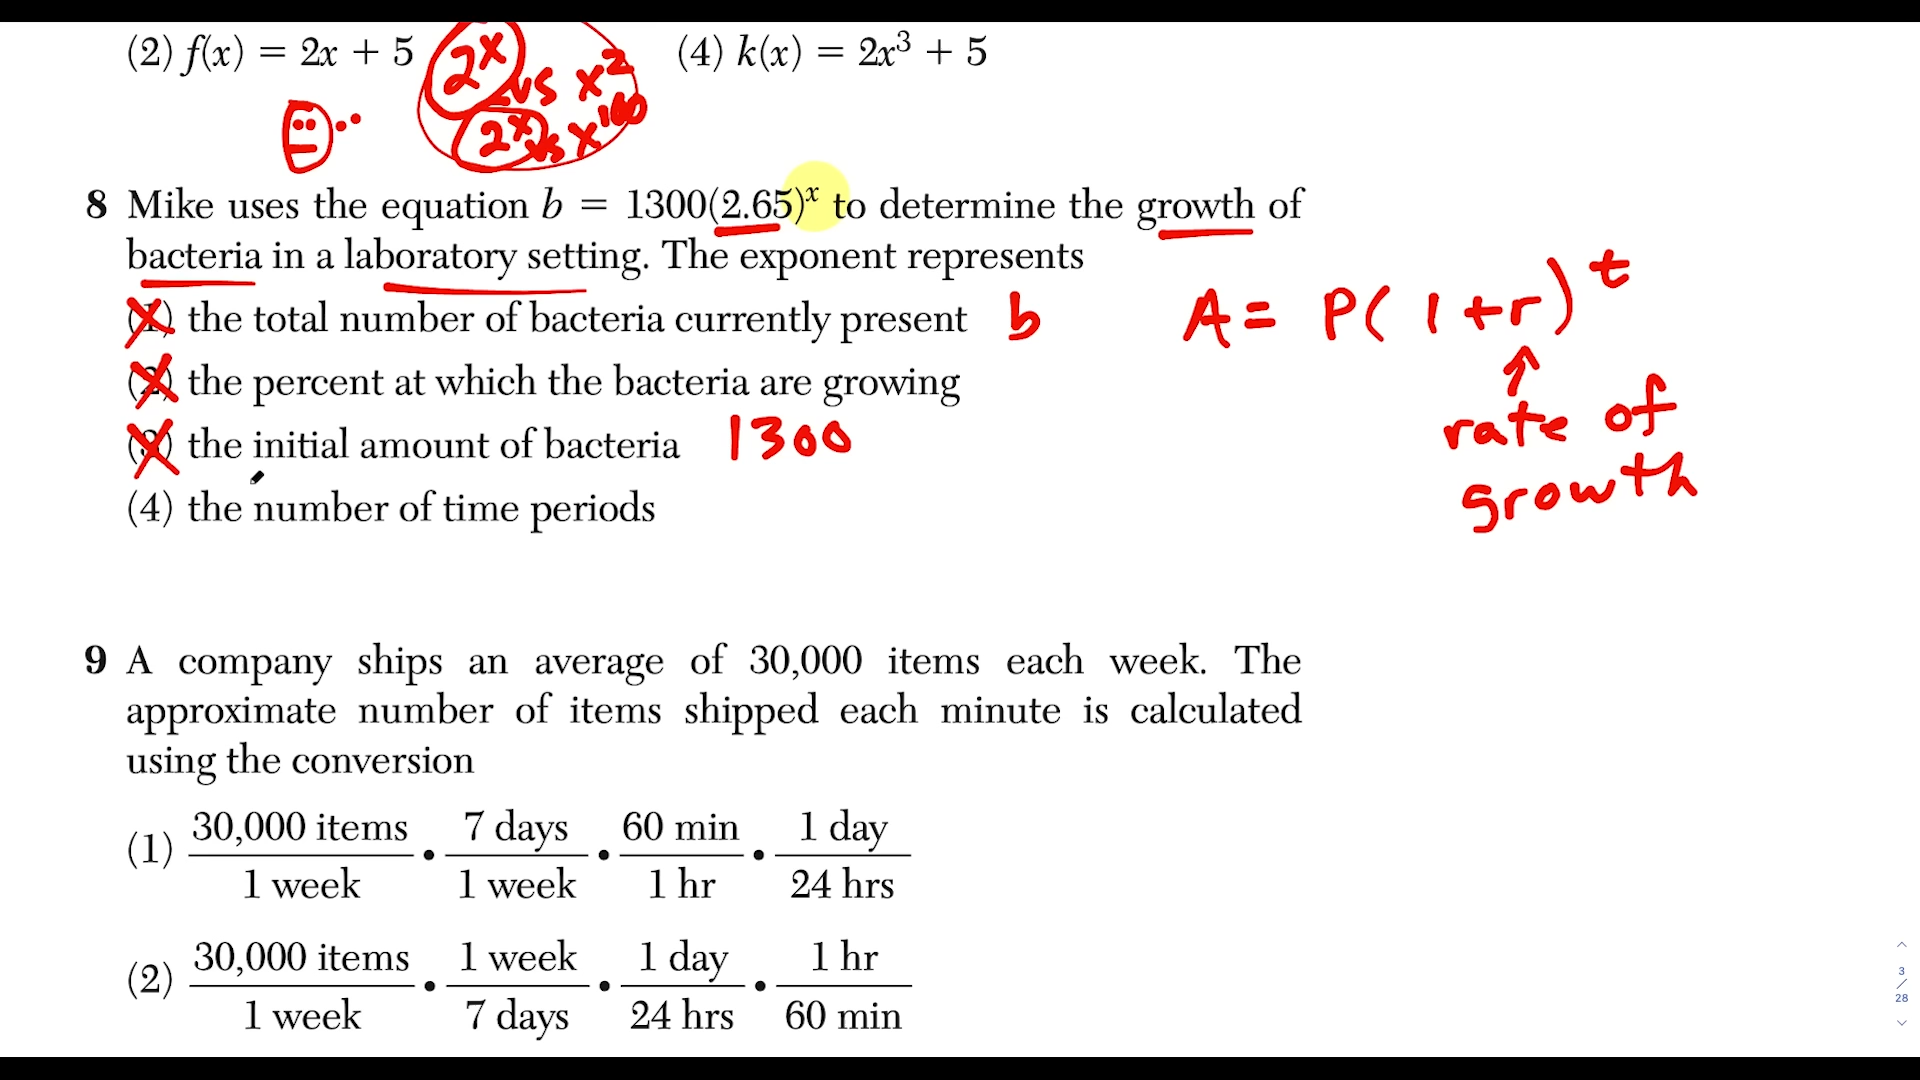 (2) f(x) = 2x + 5
2^x vs x^2
(4) k(x) = 2x³ + 5
2^x vs x^100
8 Mike uses the equation b = 1300(2.65)^x to determine the growth of
bacteria in a laboratory setting. The exponent represents
(1) the total number of bacteria currently present b
A = P(1+r)^t
(2) the percent at which the bacteria are growing
rate of
growth
(3) the initial amount of bacteria 1300
(4) the number of time periods
9 A company ships an average of 30,000 items each week. The
approximate number of items shipped each minute is calculated
using the conversion
(1) 30,000 items / 1 week • 7 days / 1 week • 60 min / 1 hr • 1 day / 24 hrs
(2) 30,000 items / 1 week • 1 week / 7 days • 1 day / 24 hrs • 1 hr / 60 min
3
/
28